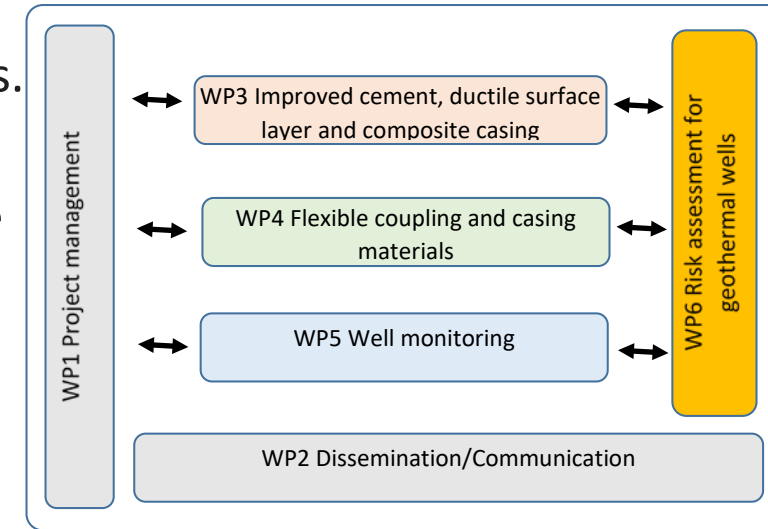 s.
e
WP1 Project management
WP3 Improved cement, ductile surface
layer and composite casing
WP4 Flexible coupling and casing
materials
WP5 Well monitoring
WP6 Risk assessment for
geothermal wells
WP2 Dissemination/Communication